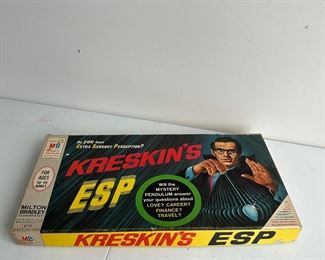 MB
Do YOU have
EXTRA SENSORY PERCEPTION?
KRESKIN'S
ESP
FOR
AGES
10 TO
ADULT
Will the
MYSTERY
PENDULUM answer
your questions about
LOVE? CAREER?
FINANCE?
TRAVEL?
MILTON
BRADLEY
COMPANY
MB
KRESKIN'S ESP